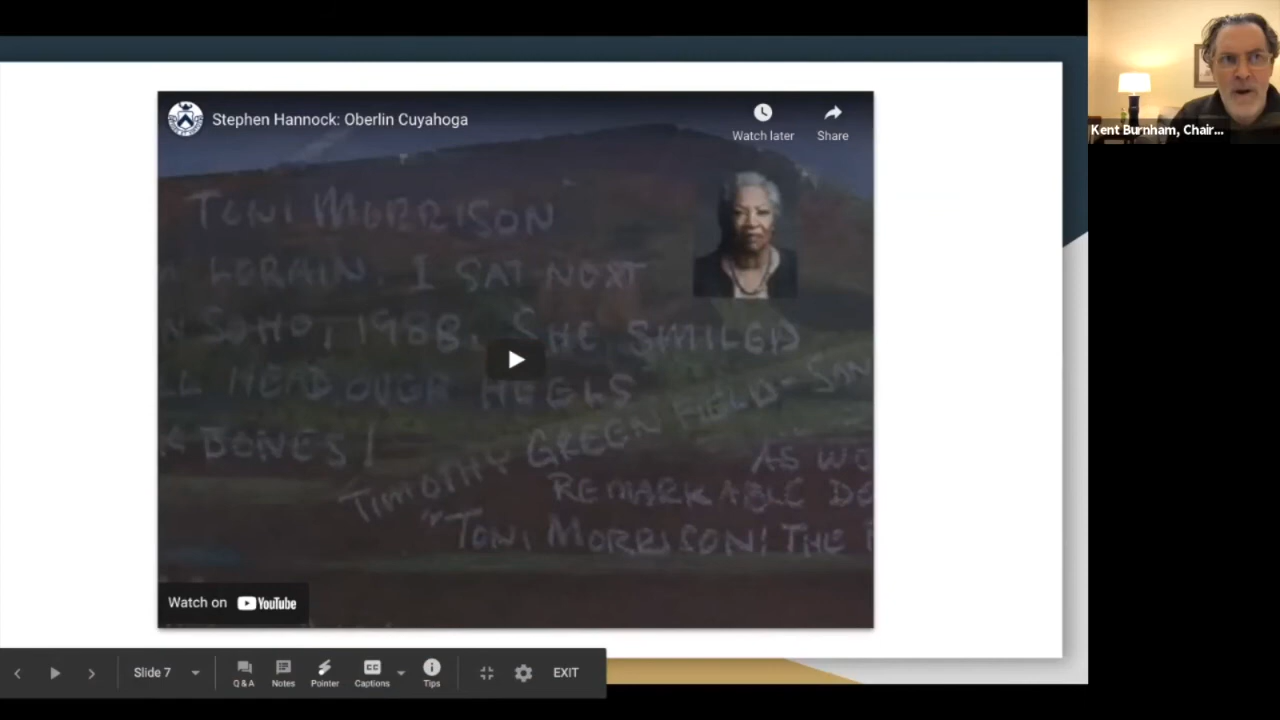 Stephen Hannock: Oberlin Cuyahoga
Watch later
Share
TONI MORRISON
LORAIN. I SAT NEXT
SOHO, 1988. SHE SMILED
HEAD OVER HEELS
BONES!
TIMOTHY GREENFIELD-SAN
AS WO
REMARKABLE DO
"TONI MORRISON: THE P
Watch on YouTube
Kent Burnham, Chair...
Slide 7
Q & A
Notes
Pointer
Captions
Tips
EXIT